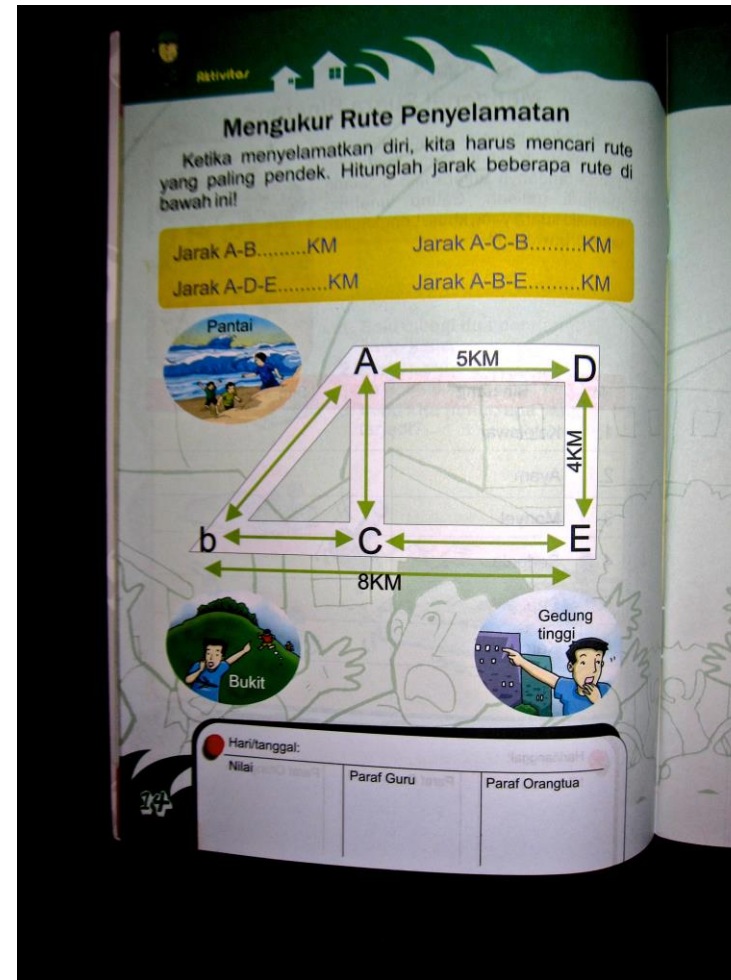 Aktivitas
Mengukur Rute Penyelamatan
Ketika menyelamatkan diri, kita harus mencari rute
yang paling pendek. Hitunglah jarak beberapa rute di
bawah ini!
Jarak A-B.........KM
Jarak A-C-B.........KM
Jarak A-D-E.........KM
Jarak A-B-E.........KM
Pantai
A
5KM
D
4KM
b
C
E
8KM
Bukit
Gedung
tinggi
Hari/tanggal:
Nilai
Paraf Guru
Paraf Orangtua
14